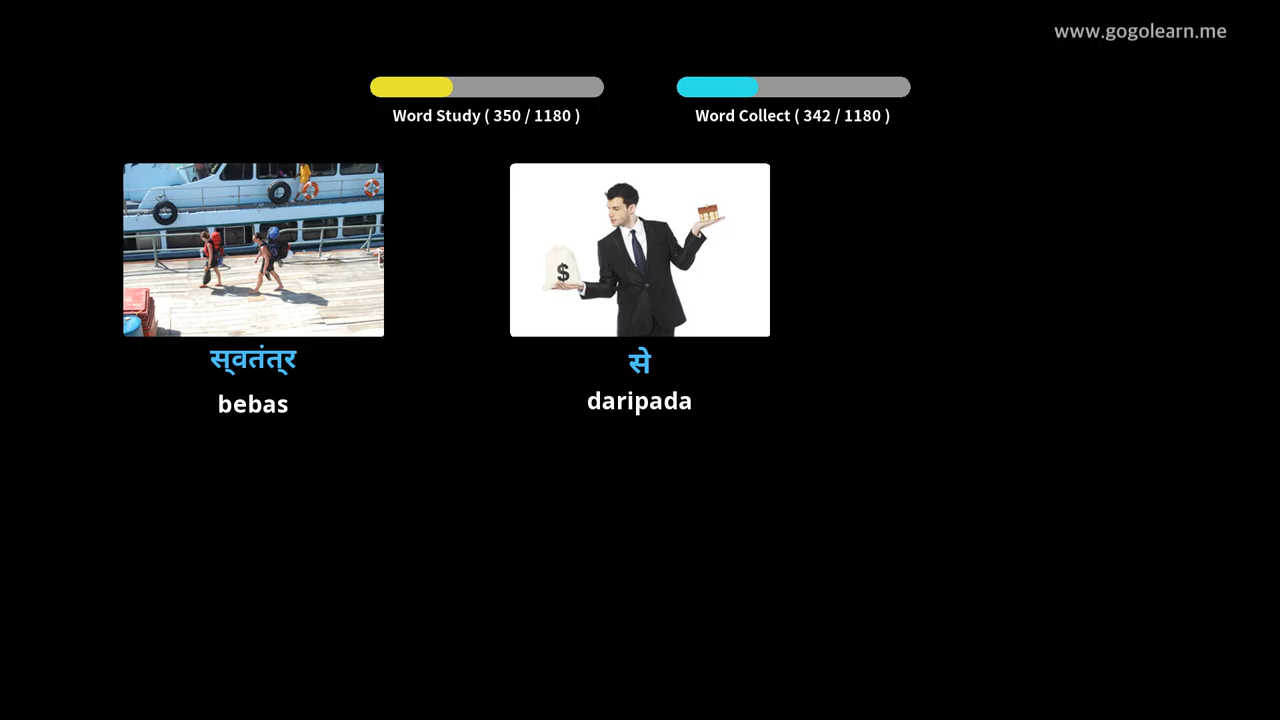 www.gogolearn.me
Word Study ( 350 / 1180 )
Word Collect ( 342 / 1180 )
$
स्वतंत्र
bebas
से
daripada